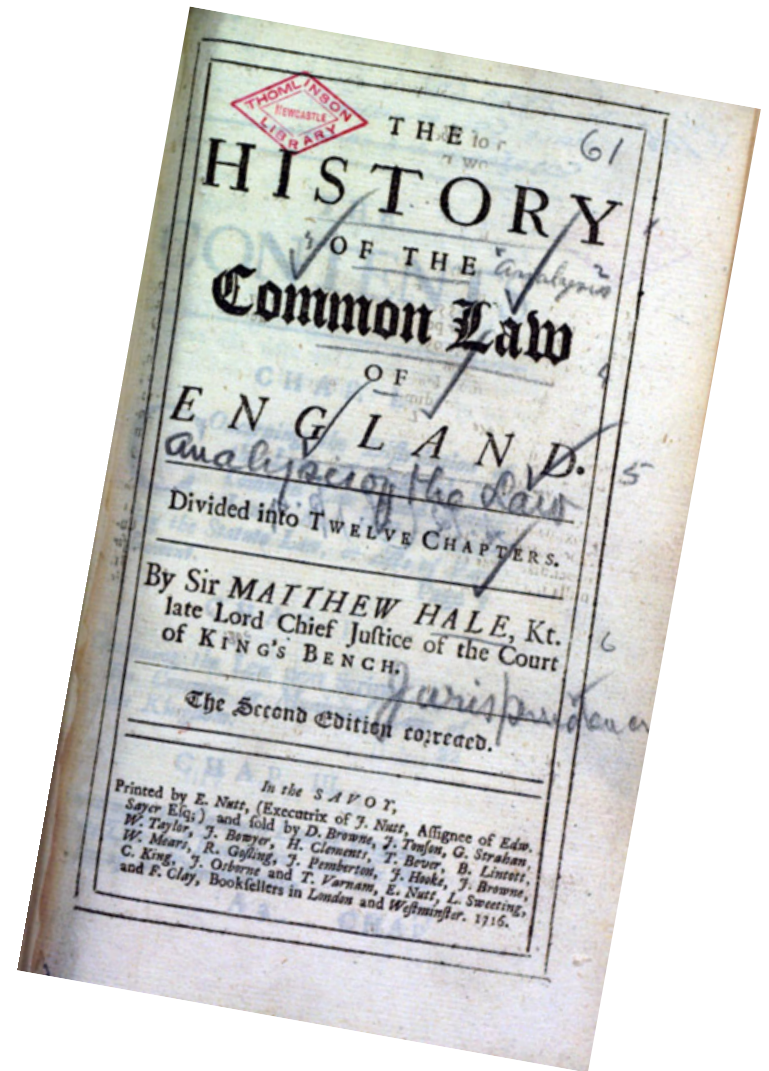 THOMLINSON
NEWCASTLE
LIBRARY
THE
61
HISTORY
OF THE
"analysis
Common Law
OF
ENGLAND.
5
analysis of the Law
Divided into TWELVE CHAPTERS.
By Sir MATTHEW HALE, Kt.
late Lord Chief Juſtice of the Court
of KING'S BENCH.
6
Jurisprudence
The Second Edition corrected.
In the SAVOY,
Printed by E. Nutt, (Executrix of J. Nutt, Aſſignee of Edw.
Sayer Eſq;) and ſold by D. Browne, J. Tonſon, G. Strahan,
W. Taylor, J. Bowyer, H. Clements, T. Bever, B. Lintott,
W. Mears, R. Goſling, J. Pemberton, J. Hooke, J. Browne,
C. King, J. Osborne and T. Varnam, E. Nutt, L. Sweeting,
and F. Clay, Bookſellers in London and Weſtminſter. 1716.